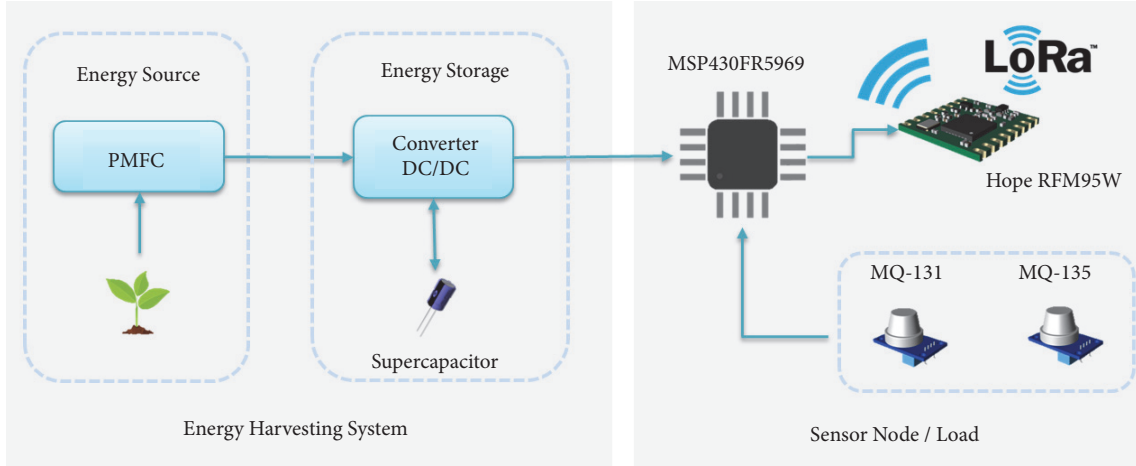 Energy Source
PMFC
Energy Storage
Converter
DC/DC
Supercapacitor
Energy Harvesting System
MSP430FR5969
LoRa™
Hope RFM95W
MQ-131
MQ-135
Sensor Node / Load